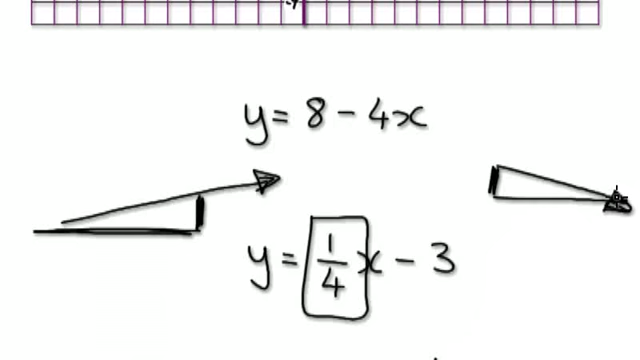 y = 8 - 4x
y = 1/4 x - 3